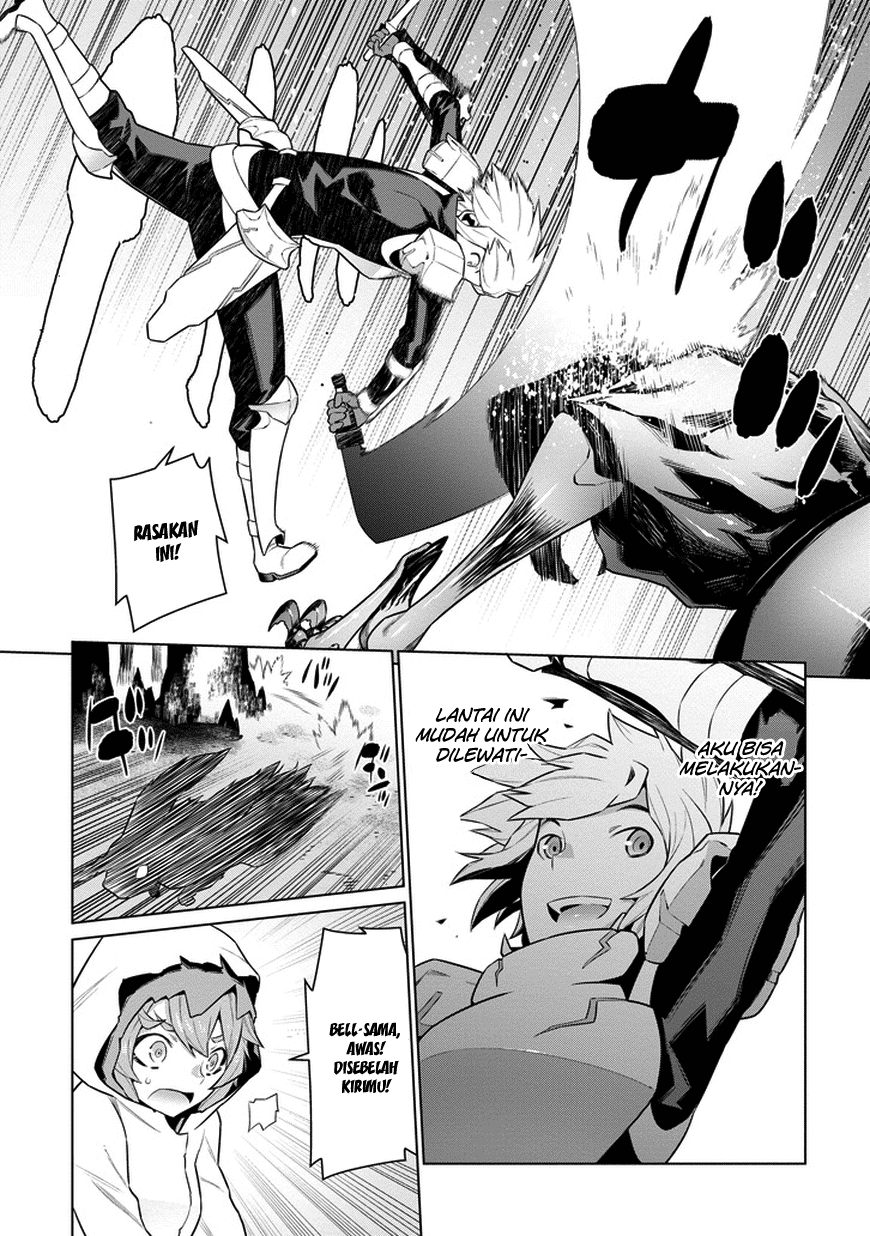 RASAKAN
INI!
LANTAI INI
MUDAH UNTUK
DILEWATI-
AKU BISA
MELAKUKAN-
NYA!
BELL-SAMA,
AWAS!
DISEBELAH
KIRIMU!